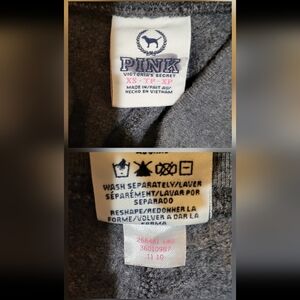 PINK
VICTORIA'S SECRET
XS - TP - XP
MADE IN/FAIT AU/
HECHO EN VIETNAM
WASH SEPARATELY/LAVER
SÉPARÉMENT/LAVAR POR
SEPARADO
RESHAPE/REDONNER LA
FORME/VOLVER A DAR LA
FORMA